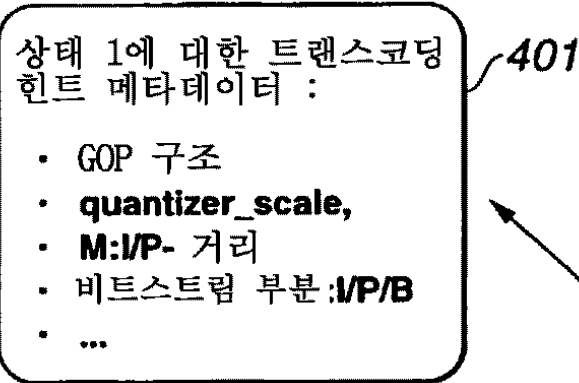 상태 1에 대한 트랜스코딩
힌트 메타데이터 :
401
· GOP 구조
· quantizer_scale,
· M:I/P- 거리
· 비트스트림 부분:I/P/B
· ...